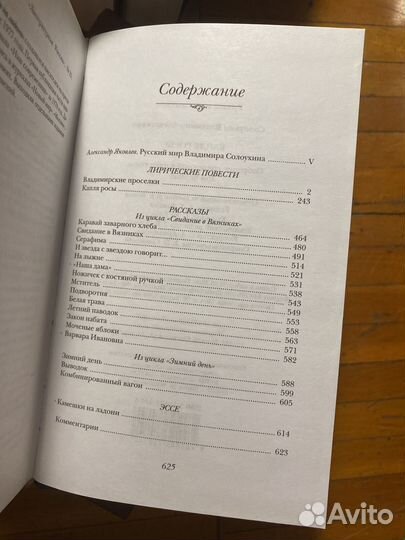 Содержание
Александр Яковлев. Русский мир Владимира Солоухина ... V
ЛИРИЧЕСКИЕ ПОВЕСТИ
Владимирские проселки ... 2
Капля росы ... 243
РАССКАЗЫ
Из цикла «Свидание в Вязниках»
Каравай заварного хлеба ... 464
Свидание в Вязниках ... 480
Серафима ... 491
И звезда с звездою говорит... ... 514
На лыжне ... 521
«Наша дама» ... 531
Ножичек с костяной ручкой ... 538
Мститель ... 543
Подворотня ... 549
Белая трава ... 553
Летний паводок ... 558
Закон набата ... 563
Моченые яблоки ... 571
Варвара Ивановна ... 582
Из цикла «Зимний день»
Зимний день ... 588
Выводок ... 599
Комбинированный вагон ... 605
ЭССЕ
Камешки на ладони ... 614
Комментарии ... 623
625
Avito